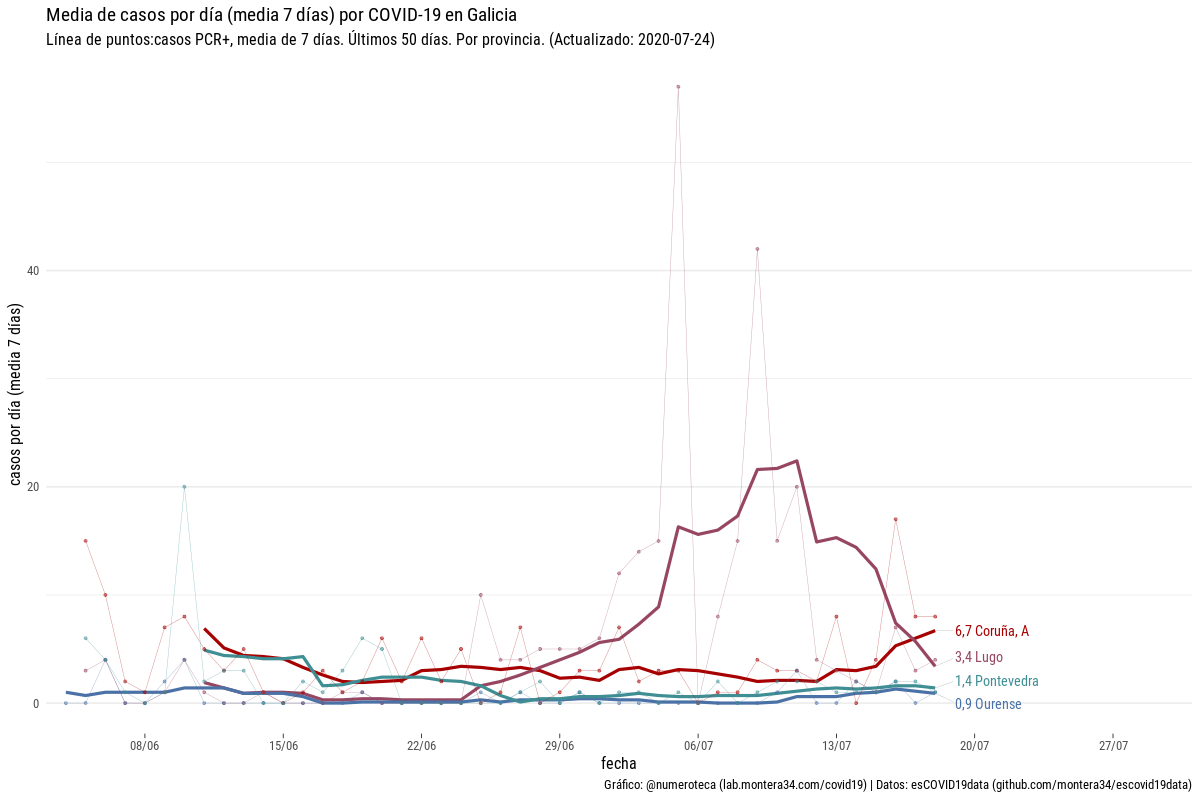 Media de casos por día (media 7 días) por COVID-19 en Galicia
Línea de puntos:casos PCR+, media de 7 días. Últimos 50 días. Por provincia. (Actualizado: 2020-07-24)
casos por día (media 7 días)
40
20
0
6,7 Coruña, A
3,4 Lugo
1,4 Pontevedra
0,9 Ourense
08/06
15/06
22/06
29/06
06/07
13/07
20/07
27/07
fecha
Gráfico: @numeroteca (lab.montera34.com/covid19) | Datos: esCOVID19data (github.com/montera34/escovid19data)